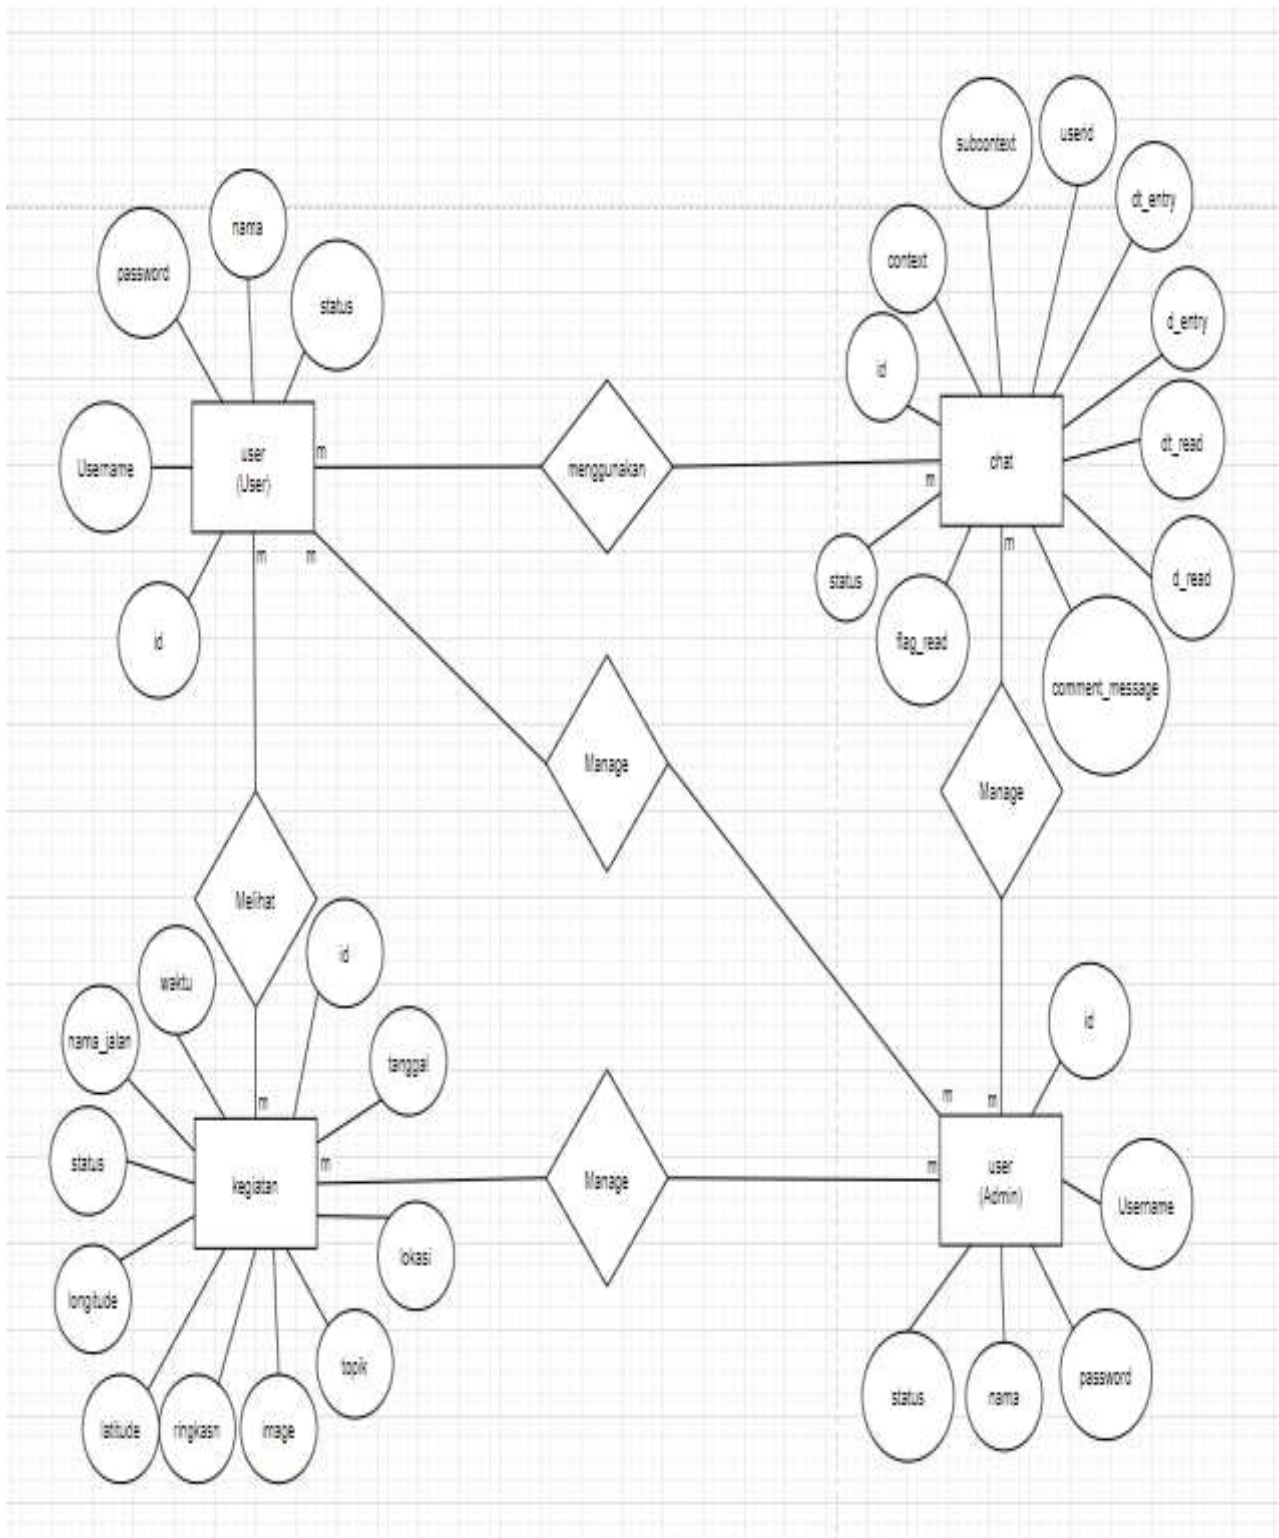 subcontext
userid
dt_entry
nama
password
status
context
d_entry
id
dt_read
user
(User)
m
menggunakan
chat
Username
m
m
m
m
status
d_read
flag_read
id
comment_message
Manage
Manage
Melihat
id
waktu
id
nama_jalan
tanggal
m
m
m
status
m
m
m
user
(Admin)
kegiatan
Manage
Username
lokasi
longitude
topik
password
status
nama
latitude
ringkasn
image